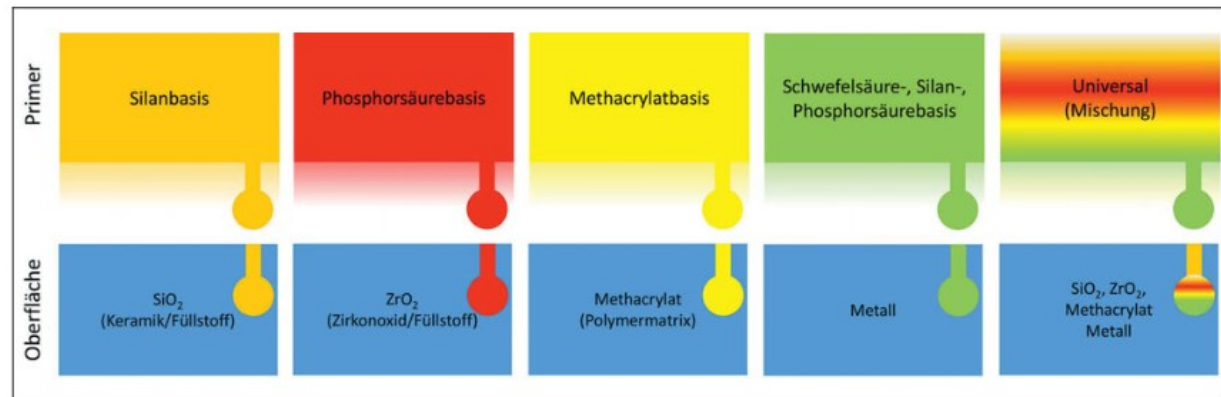 Primer
Silanbasis
Phosphorsäurebasis
Methacrylatbasis
Schwefelsäure-, Silan-,
Phosphorsäurebasis
Universal
(Mischung)
Oberfläche
SiO₂
(Keramik/Füllstoff)
ZrO₂
(Zirkonoxid/Füllstoff)
Methacrylat
(Polymermatrix)
Metall
SiO₂, ZrO₂,
Methacrylat
Metall